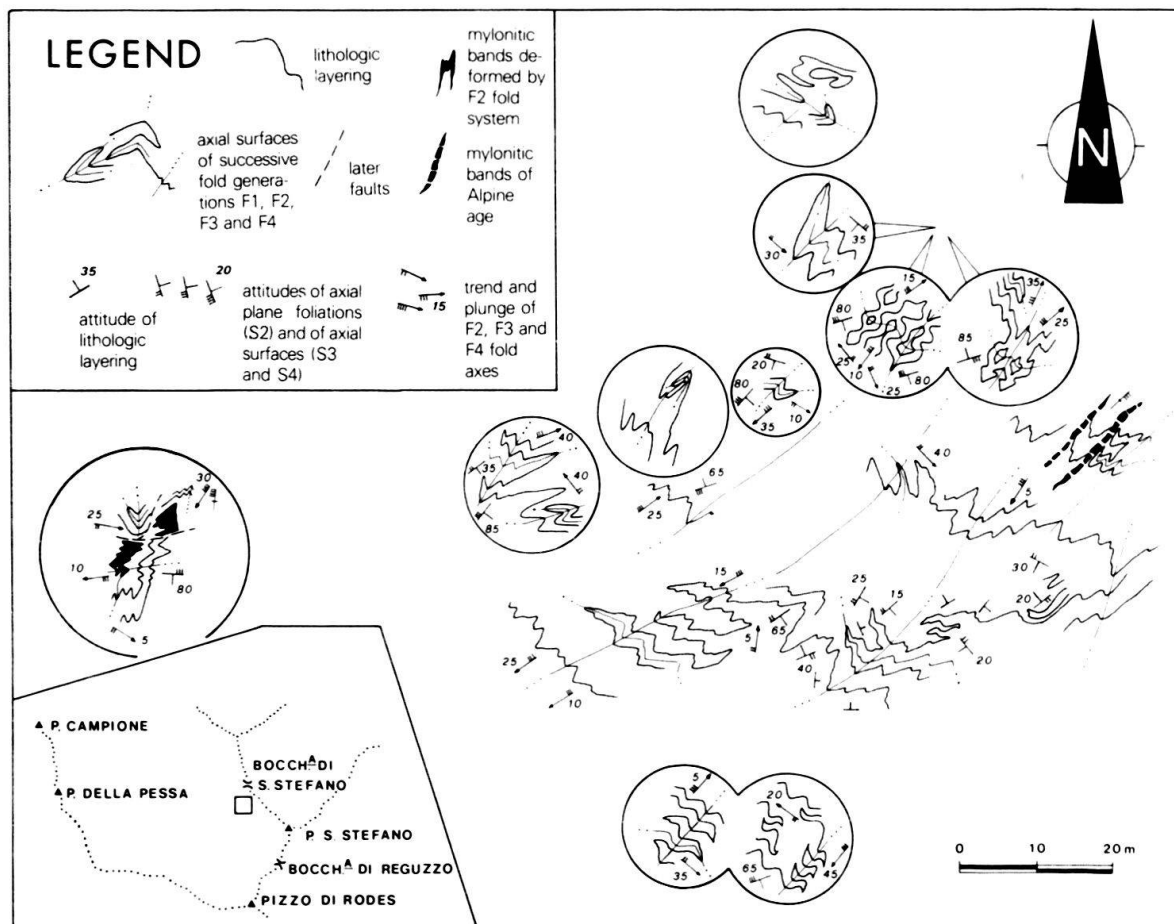 LEGEND
lithologic
layering
mylonitic
bands de-
formed by
F2 fold
system
axial surfaces
of successive
fold genera-
tions F1, F2,
F3 and F4
later
faults
mylonitic
bands of
Alpine
age
35
attitude of
lithologic
layering
20
attitudes of axial
plane foliations
(S2) and of axial
surfaces (S3
and S4)
15
trend and
plunge of
F2, F3 and
F4 fold
axes
N
30
35
15
80
25
10
25
80
35
25
85
20
80
35
10
40
35
40
85
65
25
40
5
30
25
10
80
5
15
25
15
30
20
5
65
40
20
25
10
P. CAMPIONE
P. DELLA PESSA
BOCCH.A DI
S. STEFANO
P. S. STEFANO
BOCCH.A DI REGUZZO
PIZZO DI RODES
5
35
20
65
45
0 10 20 m